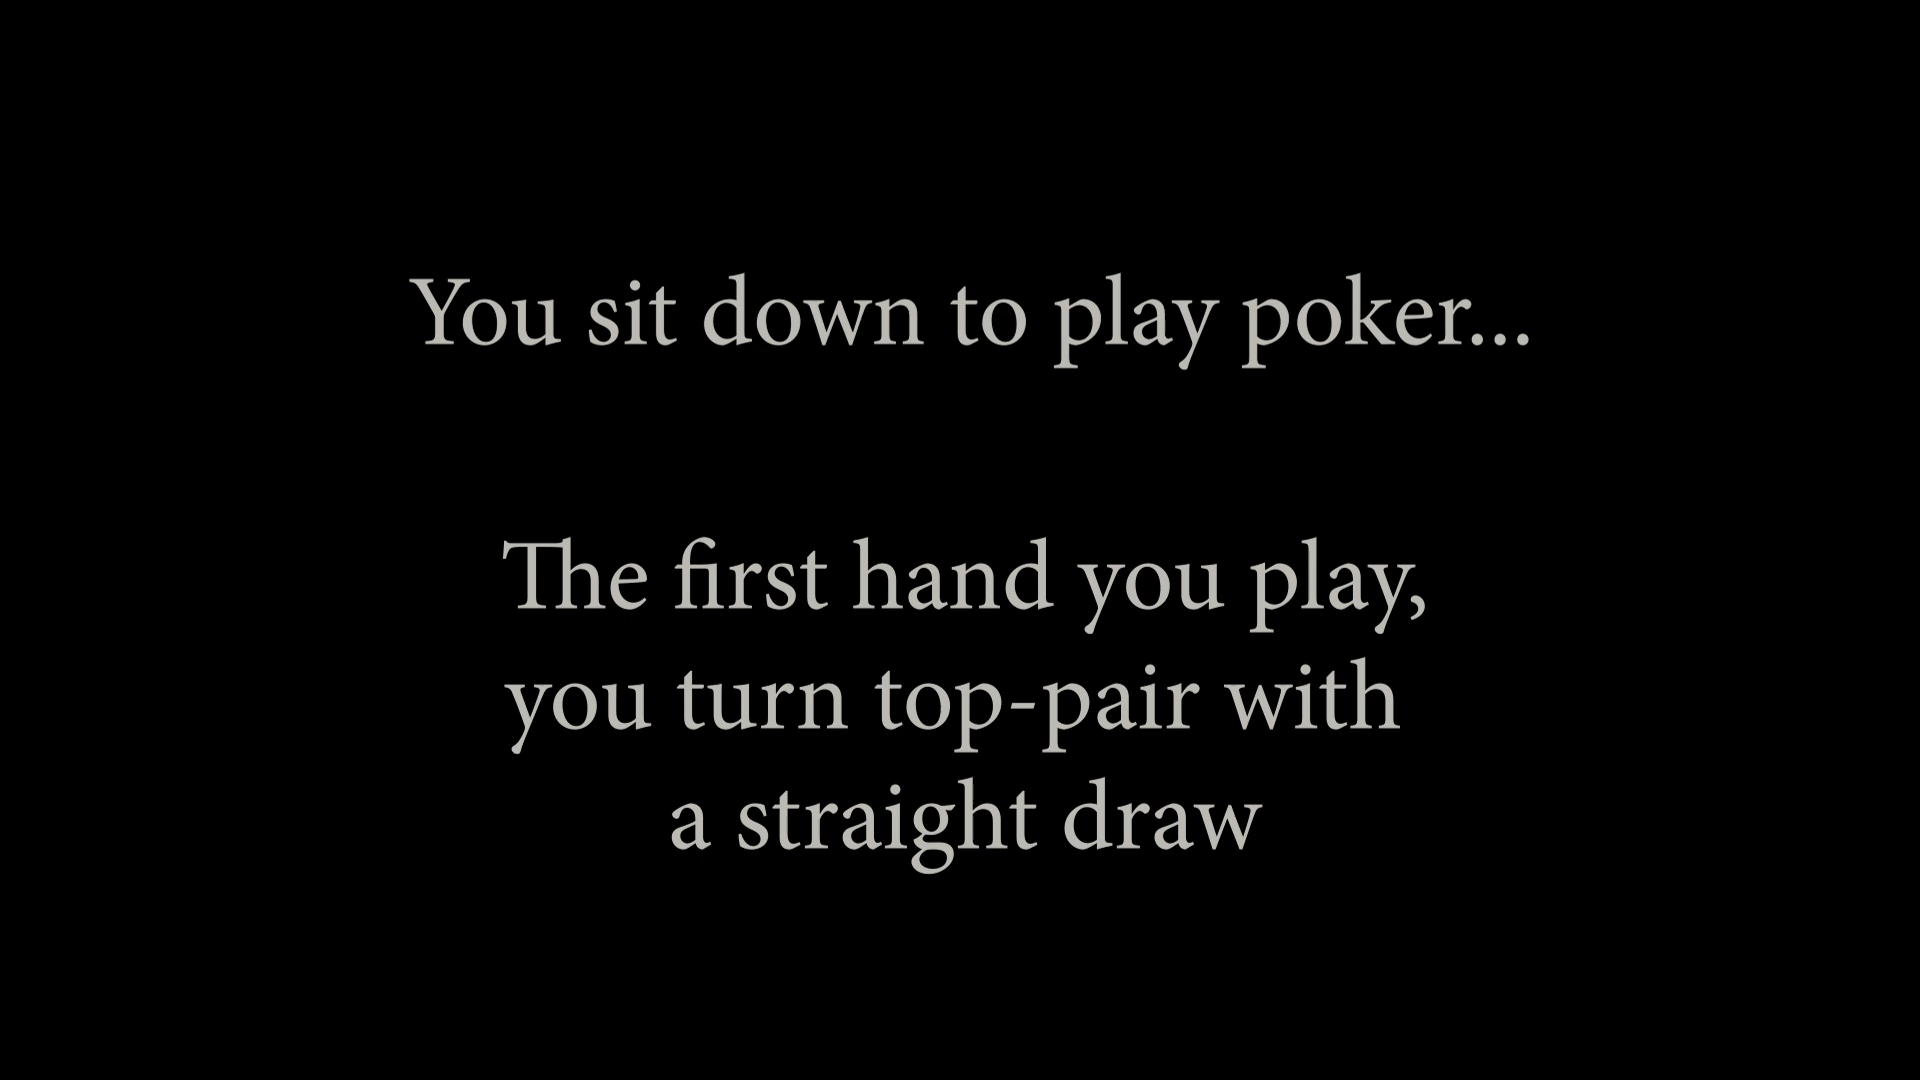 You sit down to play poker...
The first hand you play,
you turn top-pair with
a straight draw